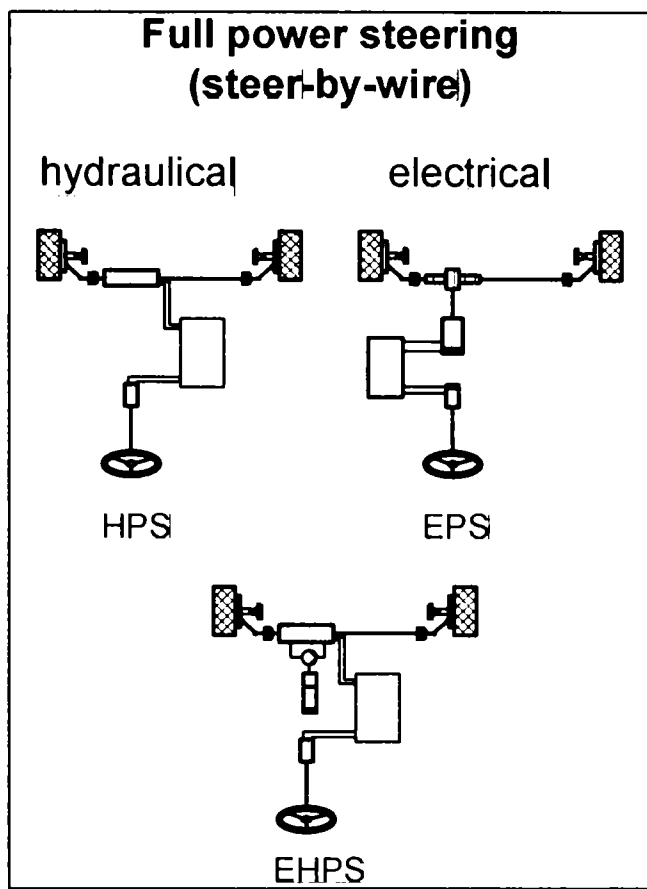 Full power steering
(steer-by-wire)
hydraulical electrical
HPS EPS
EHPS